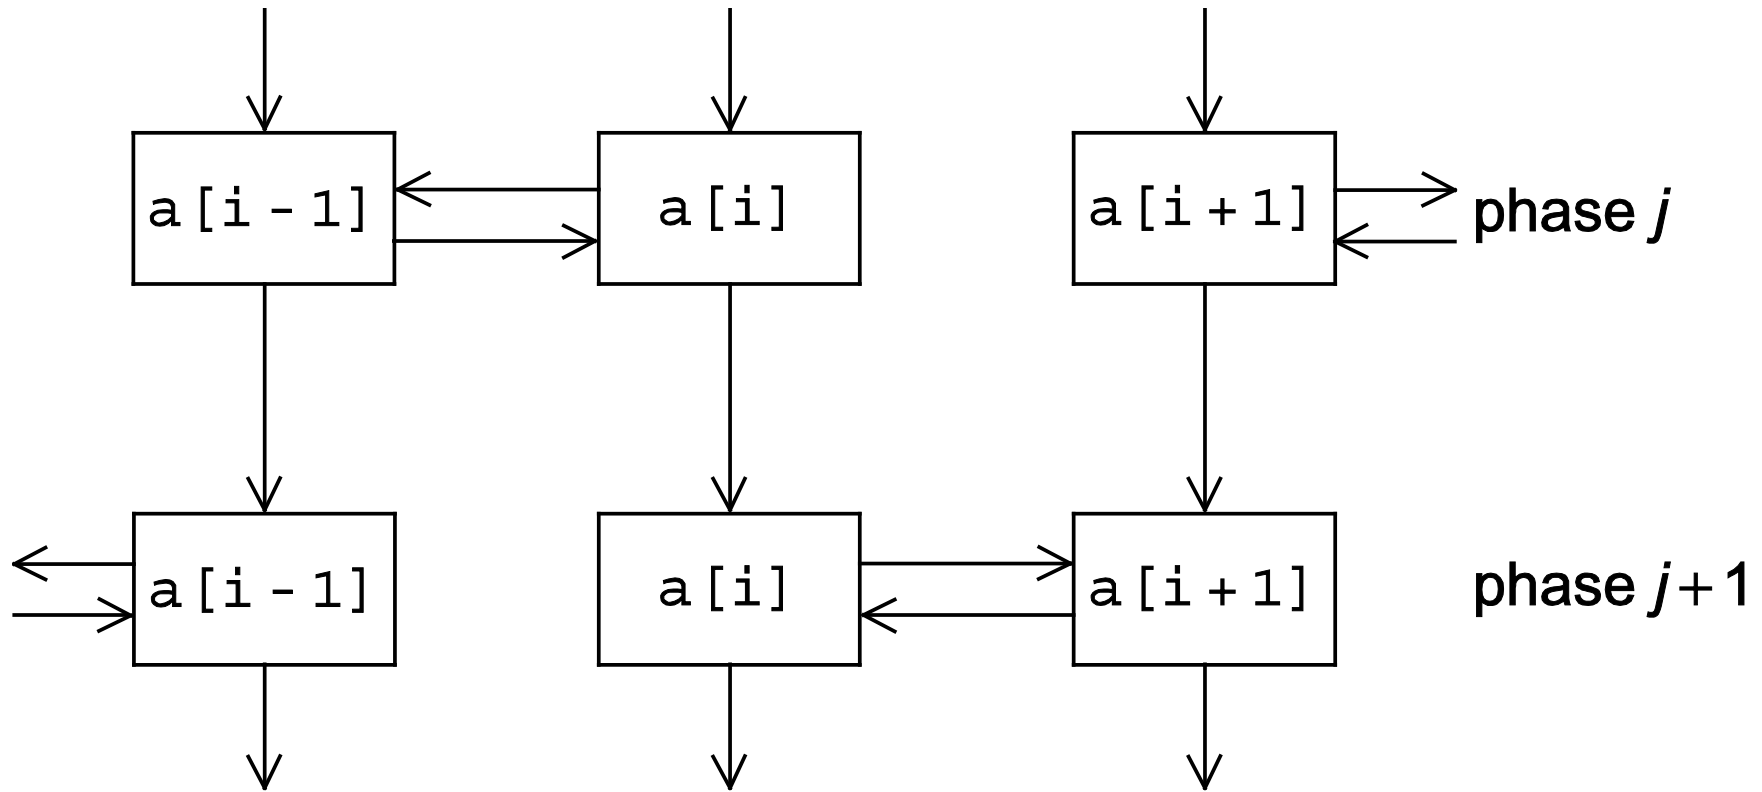 a[i - 1] a[i] a[i + 1] phase j
a[i - 1] a[i] a[i + 1] phase j + 1